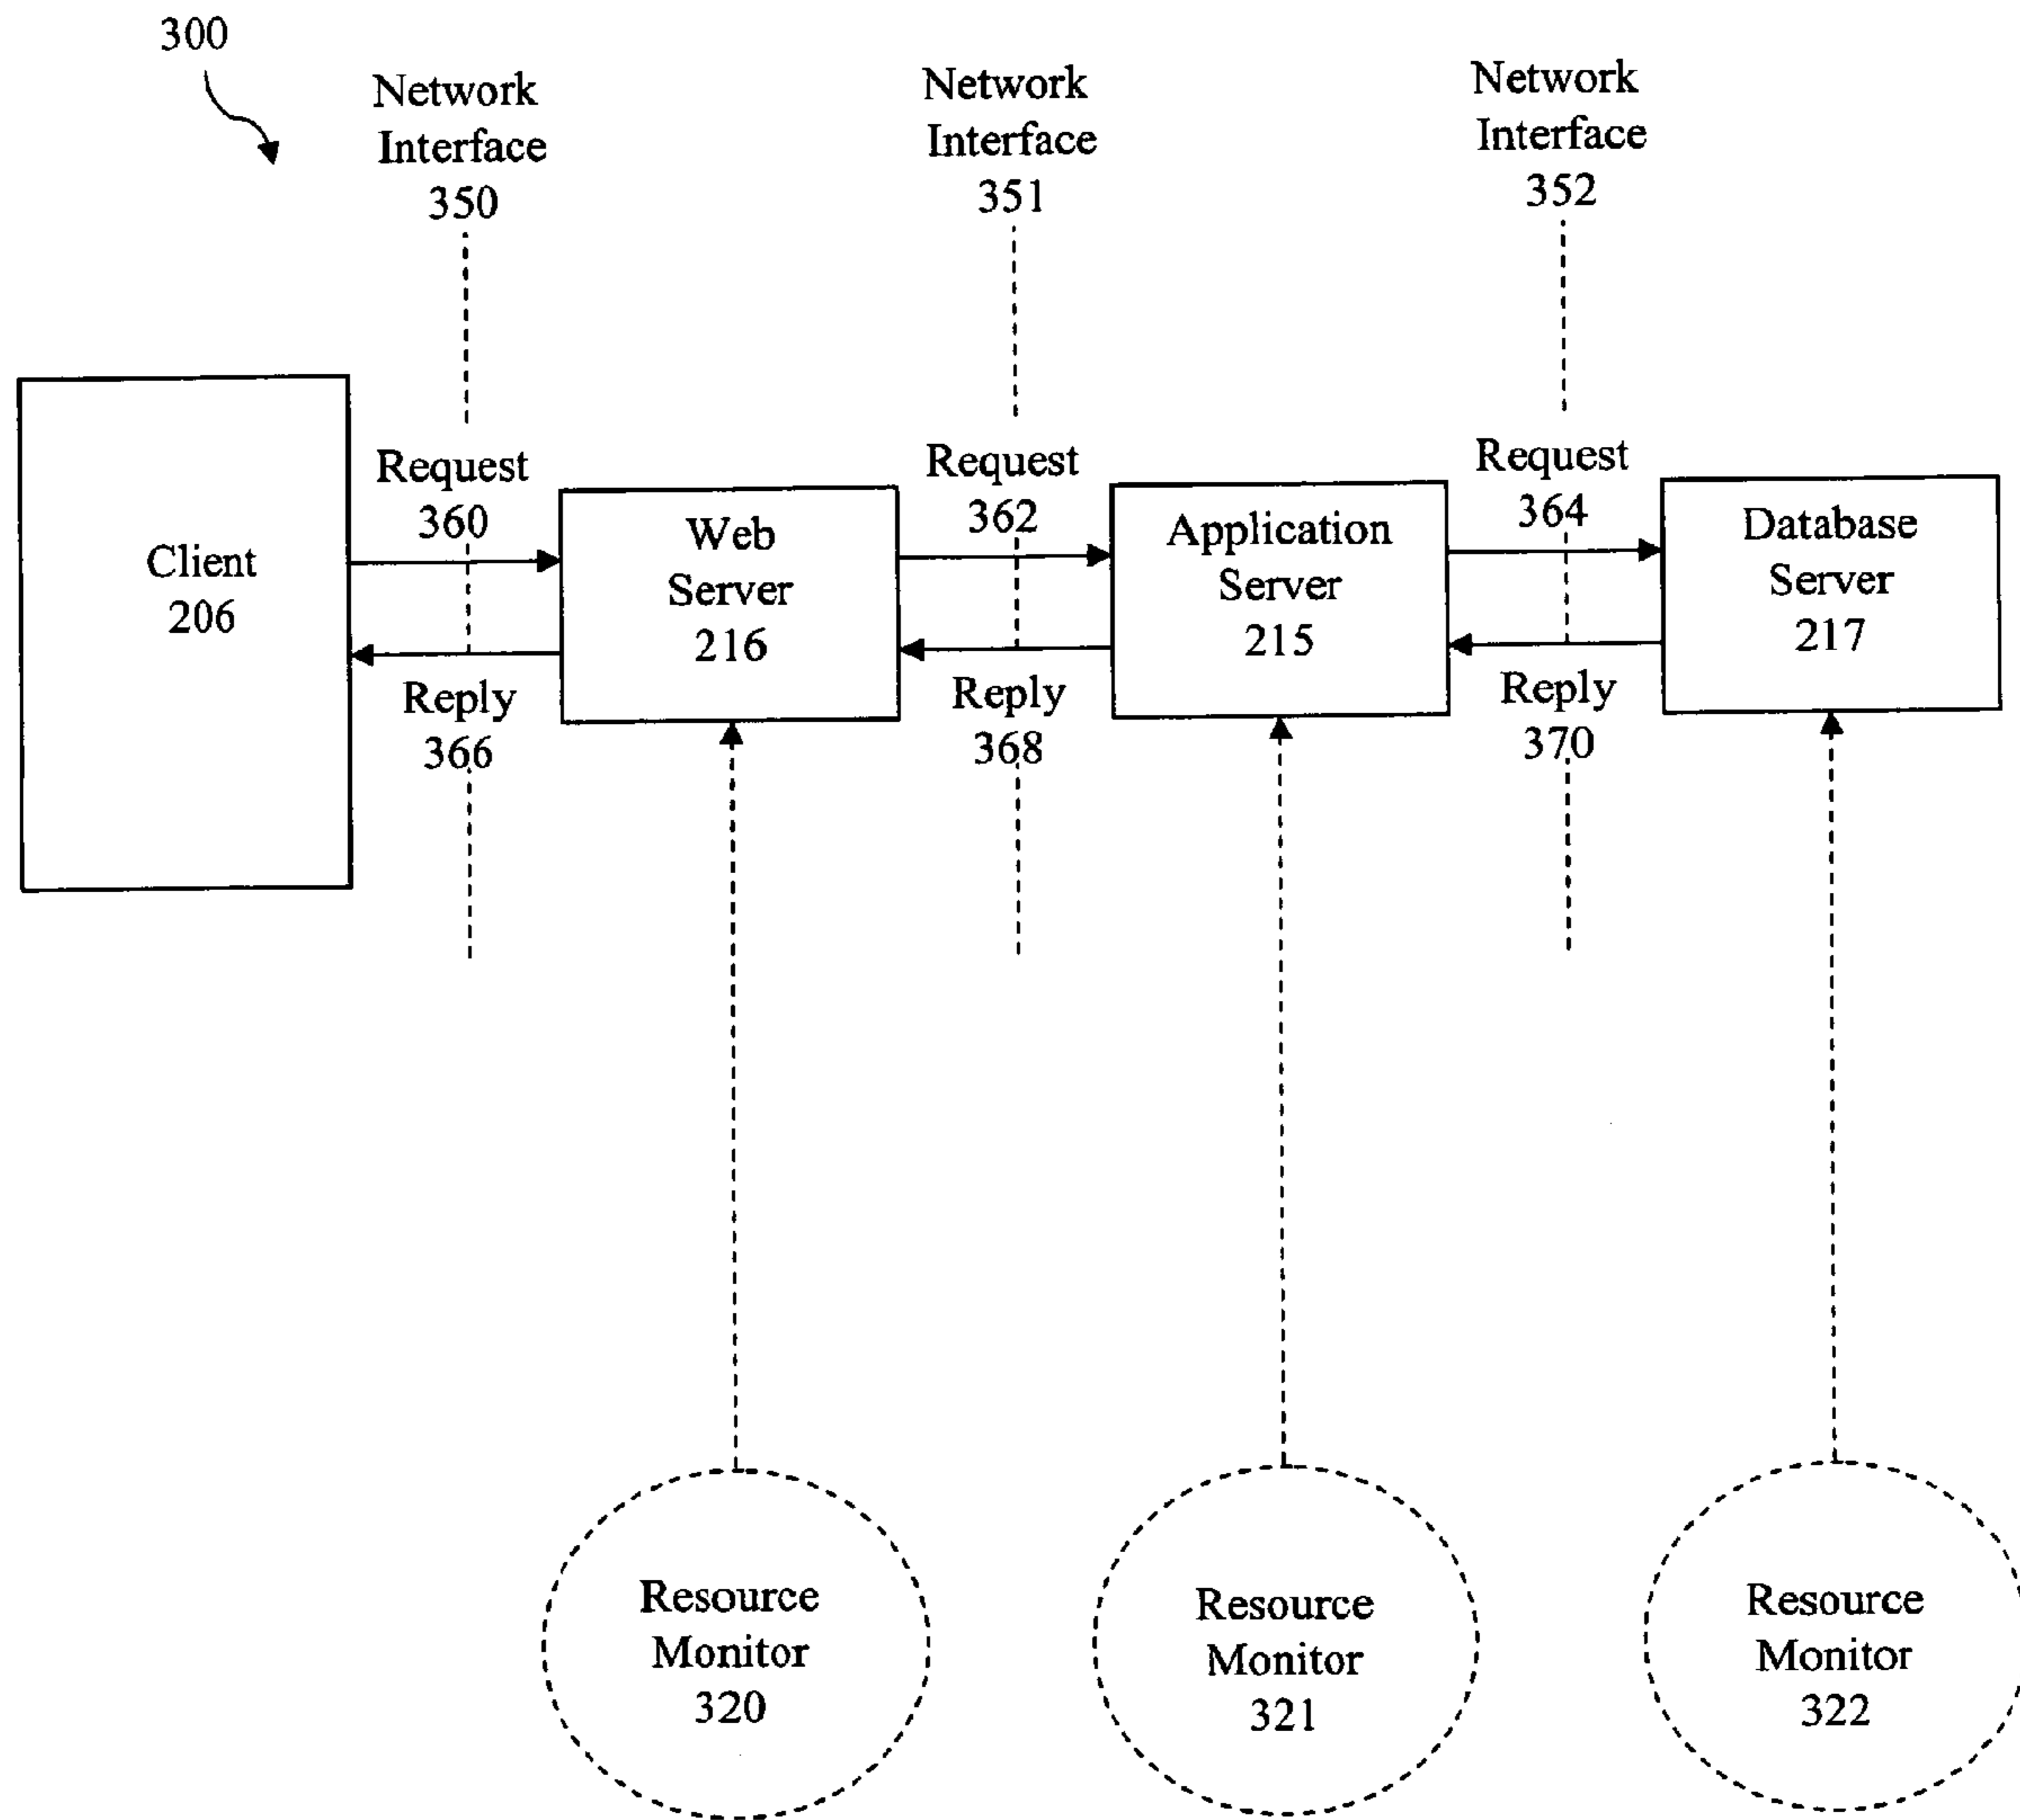 300
Network
Interface
350
Network
Interface
351
Network
Interface
352
Request
360
Request
362
Request
364
Client
206
Web
Server
216
Application
Server
215
Database
Server
217
Reply
366
Reply
368
Reply
370
Resource
Monitor
320
Resource
Monitor
321
Resource
Monitor
322